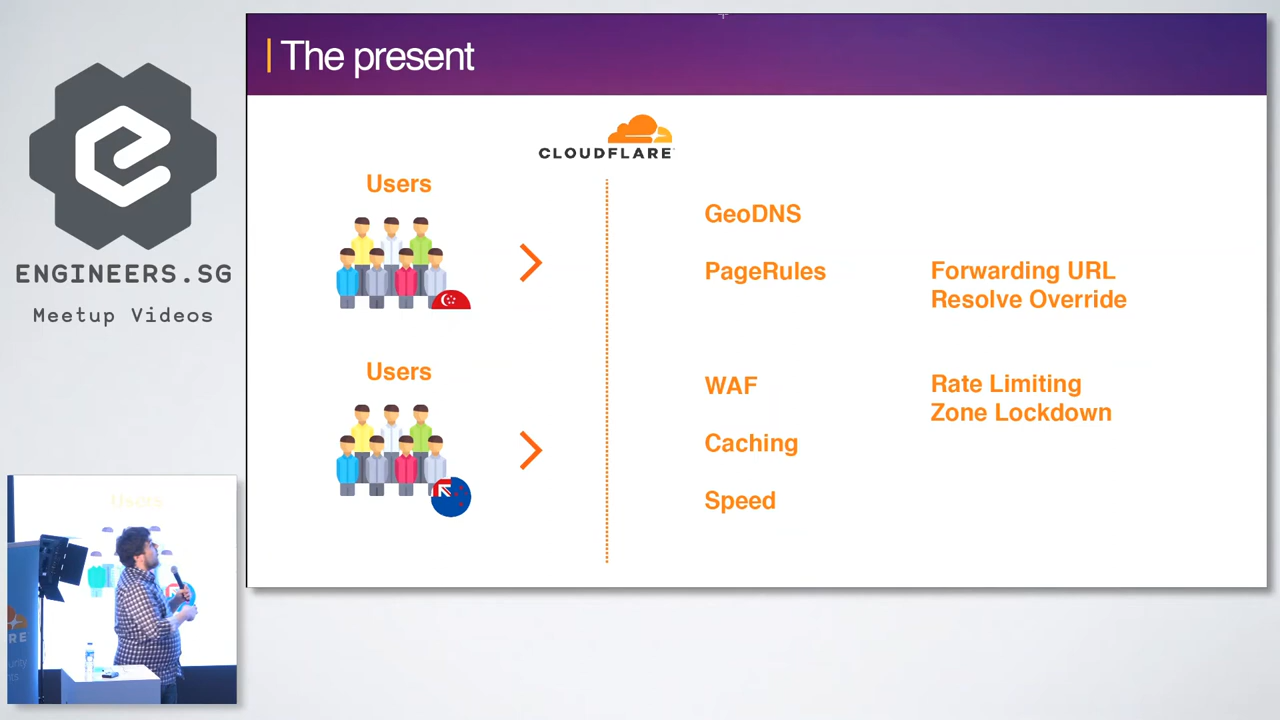 ENGINEERS.SG
Meetup Videos
The present
CLOUDFLARE
Users
Users
GeoDNS
PageRules
Forwarding URL
Resolve Override
WAF
Rate Limiting
Zone Lockdown
Caching
Speed
Users